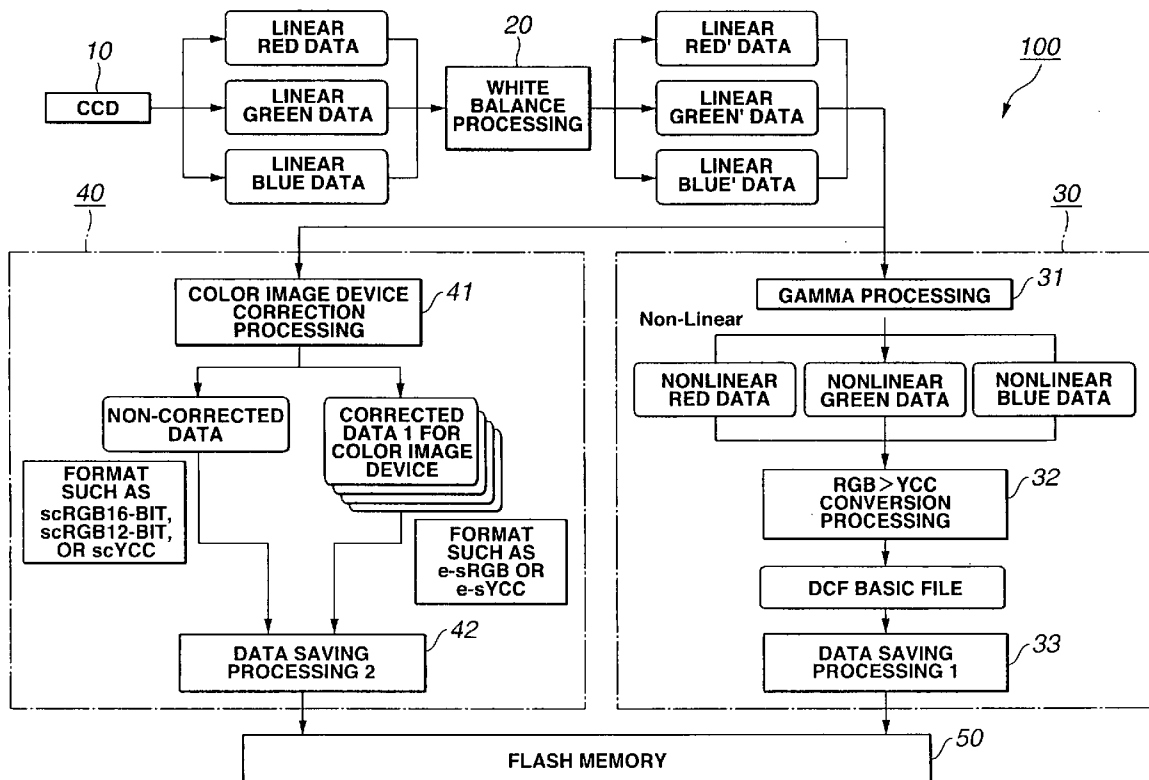 10
CCD
LINEAR
RED DATA
LINEAR
GREEN DATA
LINEAR
BLUE DATA
20
WHITE
BALANCE
PROCESSING
LINEAR
RED' DATA
LINEAR
GREEN' DATA
LINEAR
BLUE' DATA
100
40
COLOR IMAGE DEVICE
CORRECTION
PROCESSING
41
NON-CORRECTED
DATA
CORRECTED
DATA 1 FOR
COLOR IMAGE
DEVICE
FORMAT
SUCH AS
scRGB16-BIT,
scRGB12-BIT,
OR scYCC
FORMAT
SUCH AS
e-sRGB OR
e-sYCC
DATA SAVING
PROCESSING 2
42
30
GAMMA PROCESSING
31
Non-Linear
NONLINEAR
RED DATA
NONLINEAR
GREEN DATA
NONLINEAR
BLUE DATA
RGB>YCC
CONVERSION
PROCESSING
32
DCF BASIC FILE
DATA SAVING
PROCESSING 1
33
FLASH MEMORY
50